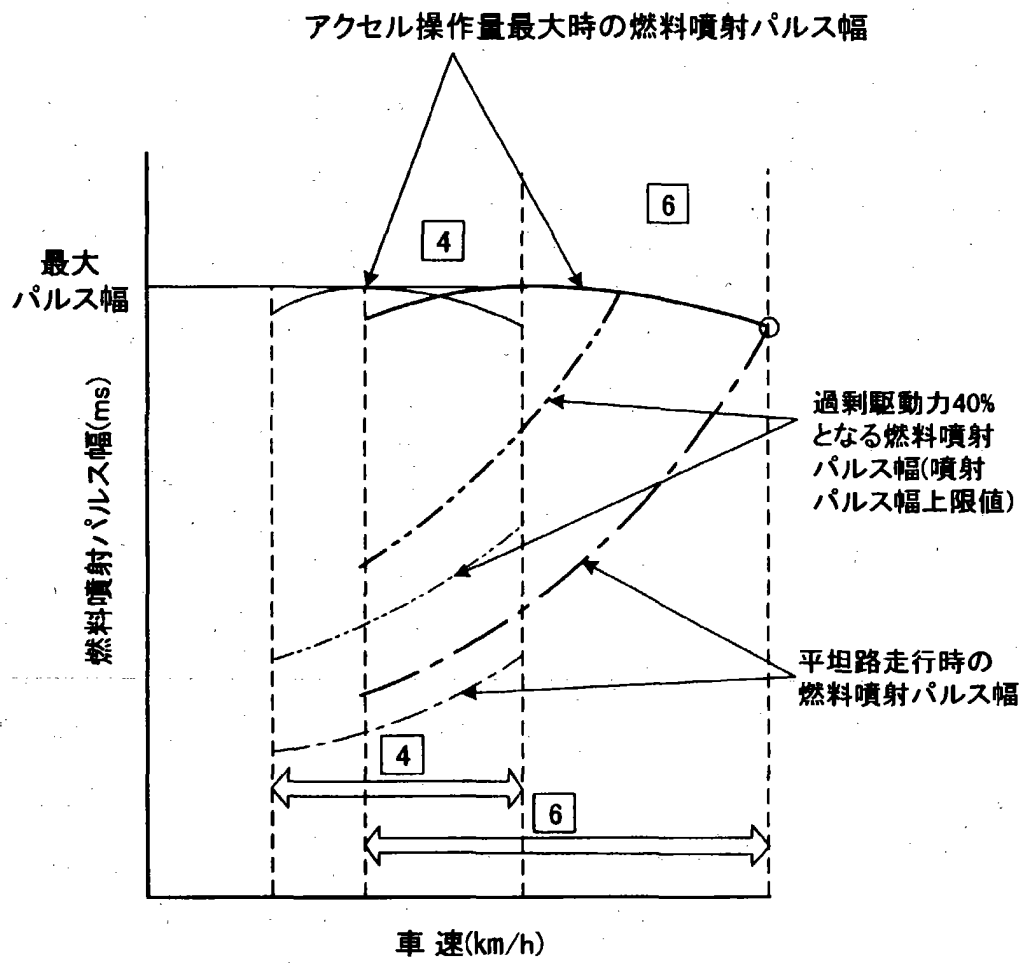 アクセル操作量最大時の燃料噴射パルス幅
6
4
最大
パルス幅
過剰駆動力40%
となる燃料噴射
パルス幅(噴射
パルス幅上限値)
燃料噴射パルス幅(ms)
平坦路走行時の
燃料噴射パルス幅
4
6
車 速(km/h)